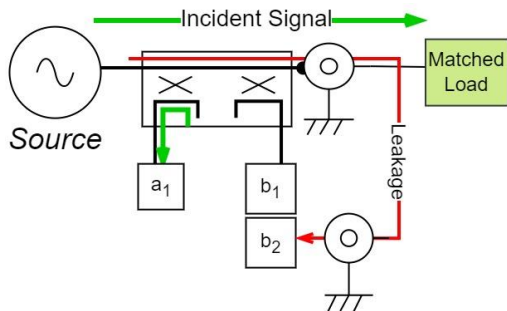 Incident Signal
Source
Matched
Load
Leakage
a1
b1
b2